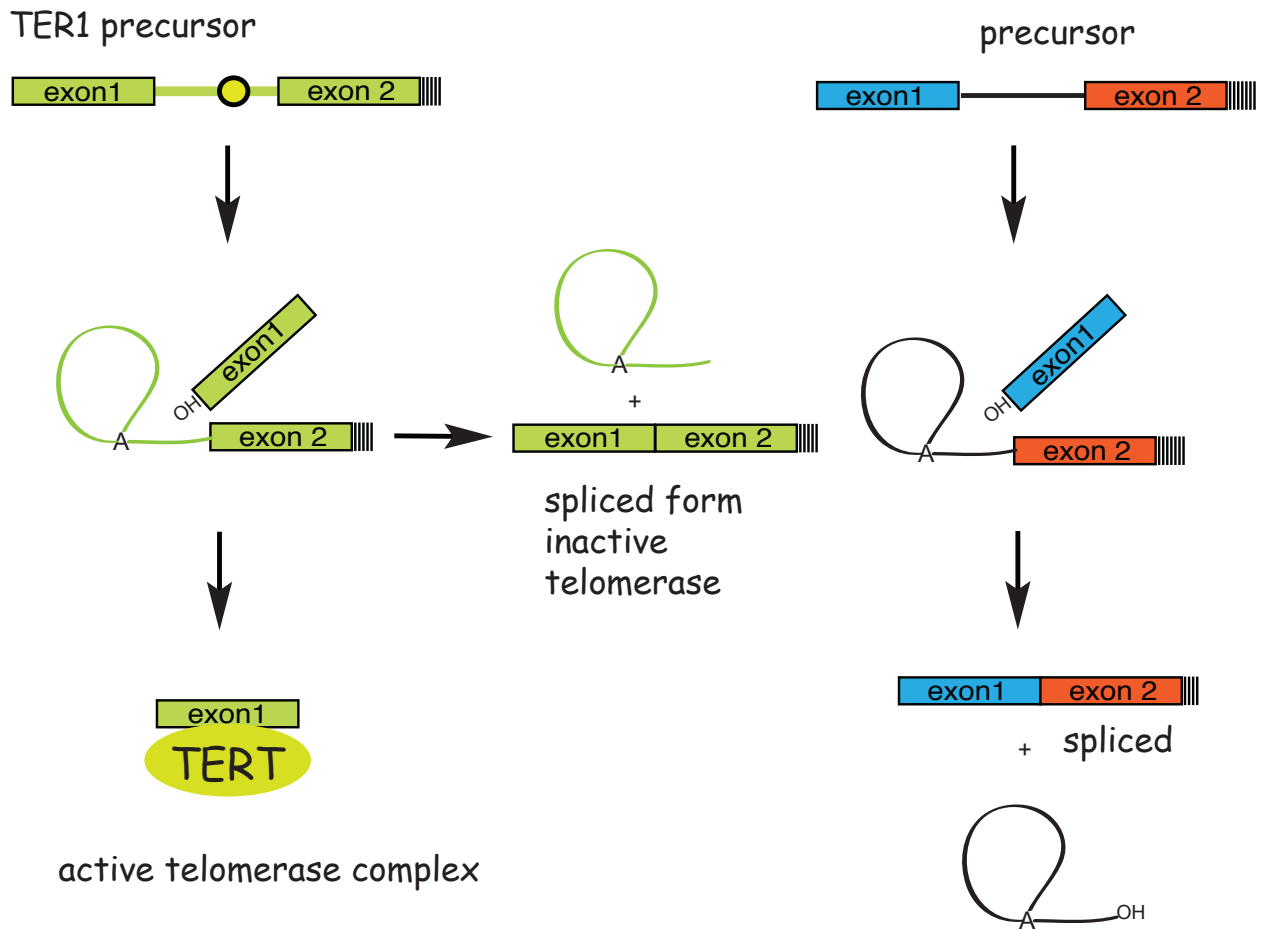 TER1 precursor
exon1
exon 2
OH
exon1
A
exon 2
A
+
exon1
exon 2
spliced form
inactive
telomerase
exon1
TERT
active telomerase complex
precursor
exon1
exon 2
OH
exon1
A
exon 2
exon1
exon 2
+
spliced
A
OH